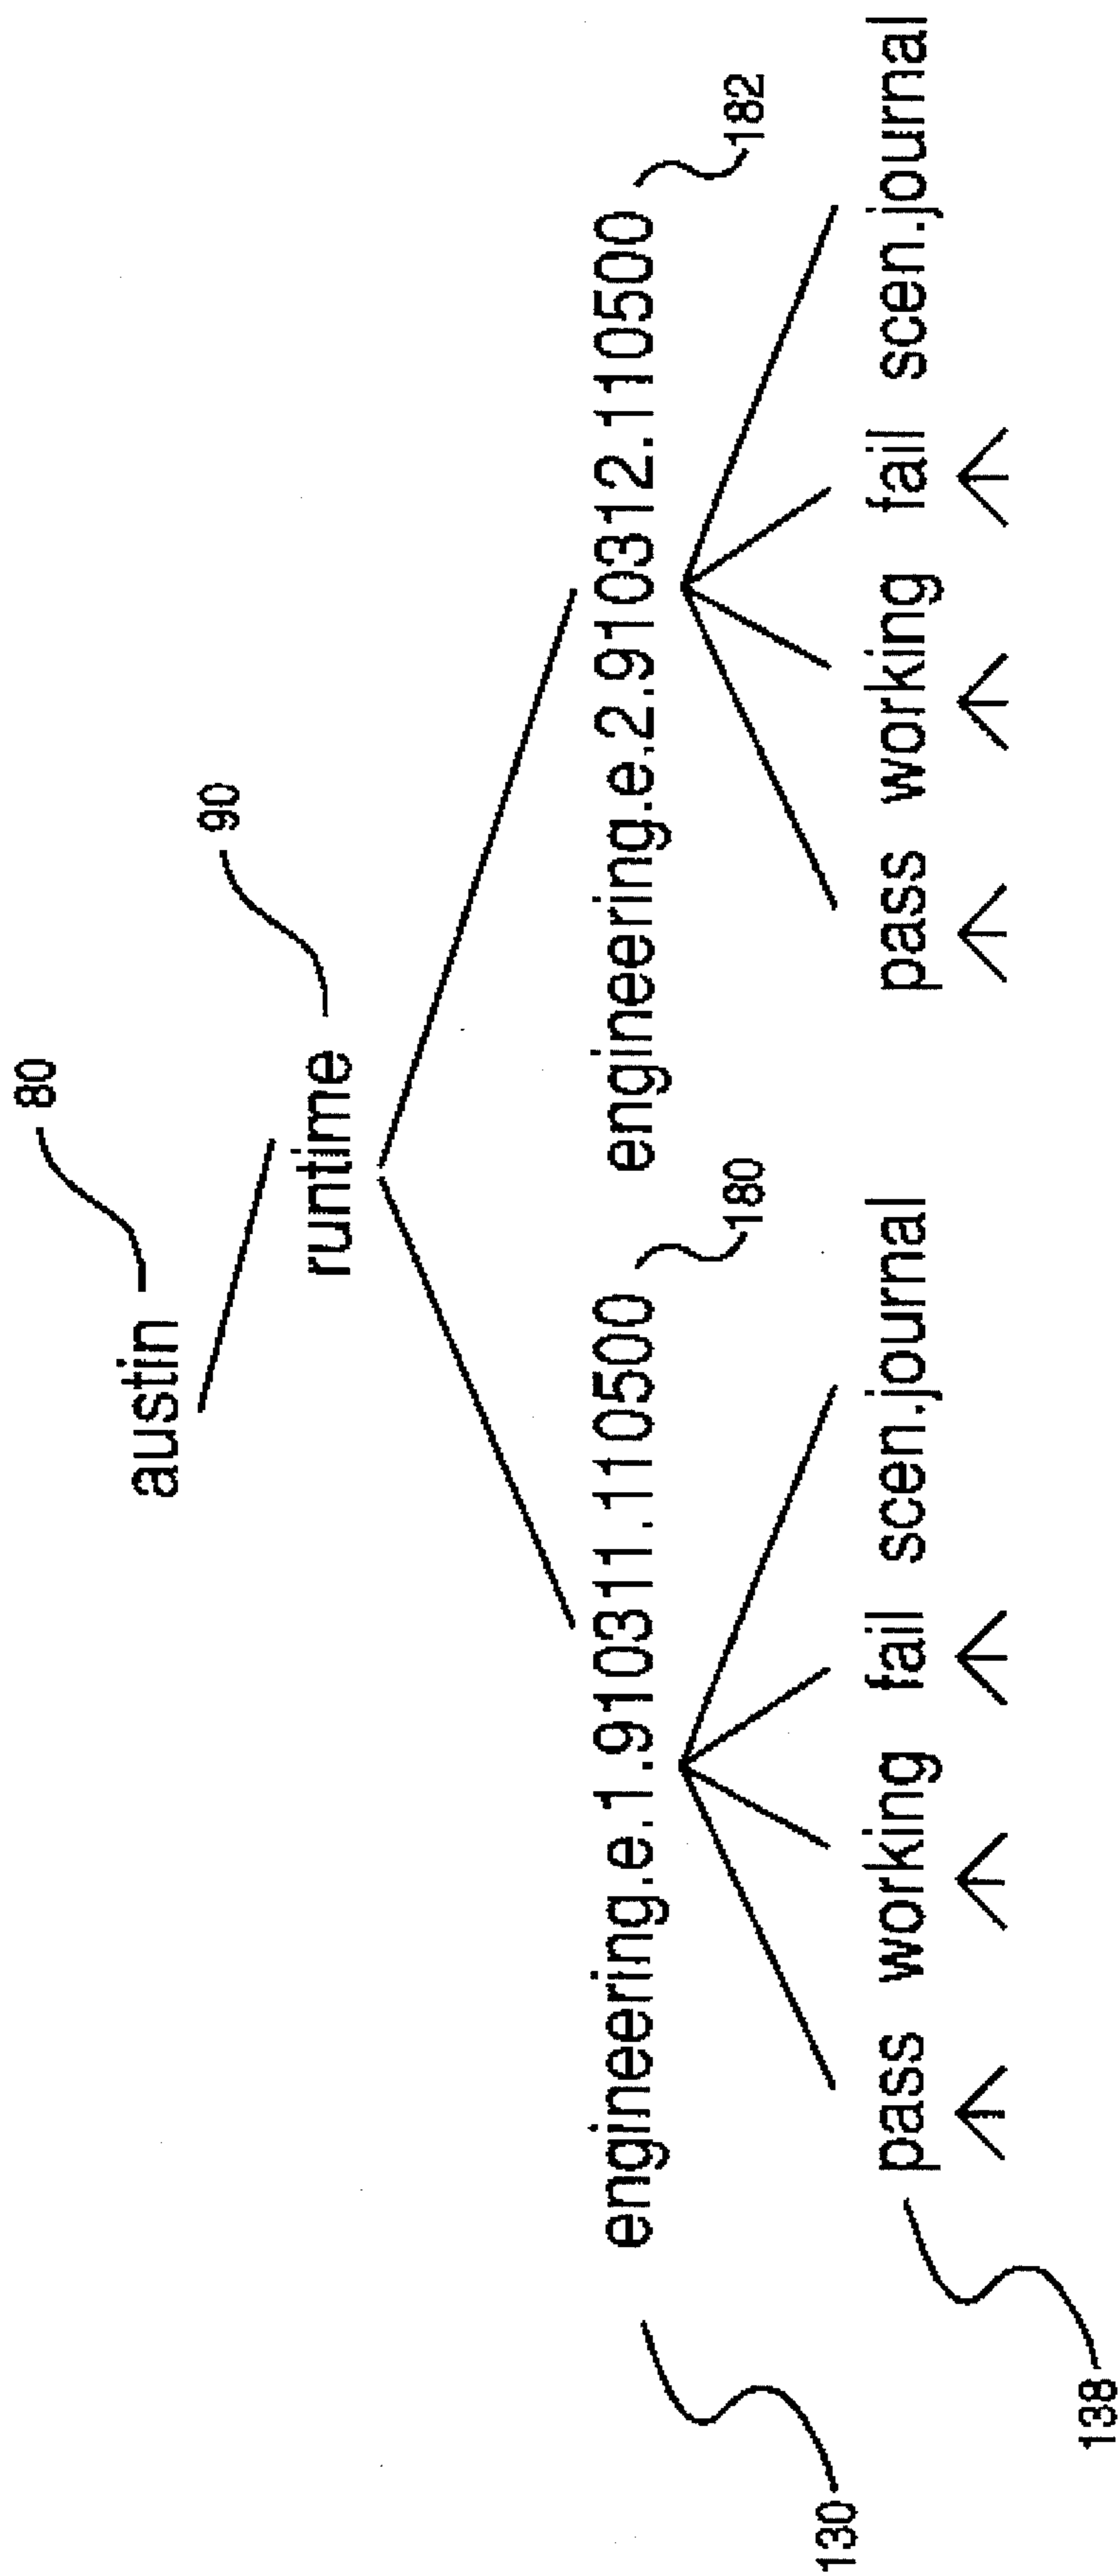 80
austin
90
runtime
engineering.e.1.910311.110500 engineering.e.2.910312.110500
180 182
130
pass working fail scen.journal pass working fail scen.journal
138